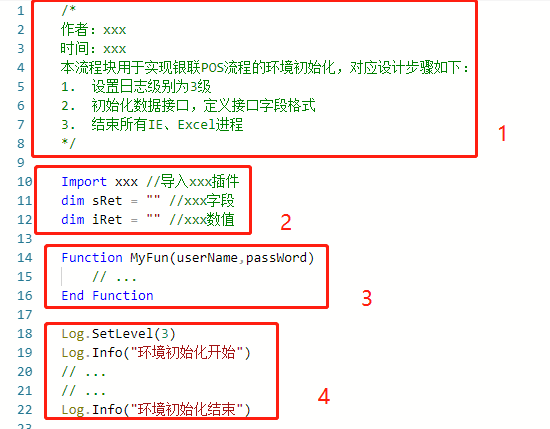 1 /*
2 作者：xxx
3 时间：xxx
4 本流程块用于实现银联POS流程的环境初始化，对应设计步骤如下：
5 1. 设置日志级别为3级
6 2. 初始化数据接口，定义接口字段格式
7 3. 结束所有IE、Excel进程
8 */
1
9
10 Import xxx //导入xxx插件
11 dim sRet = "" //xxx字段
12 dim iRet = "" //xxx数值
2
13
14 Function MyFun(userName,passWord)
15 // ...
16 End Function
3
17
18 Log.SetLevel(3)
19 Log.Info("环境初始化开始")
20 // ...
21 // ...
22 Log.Info("环境初始化结束")
4
23